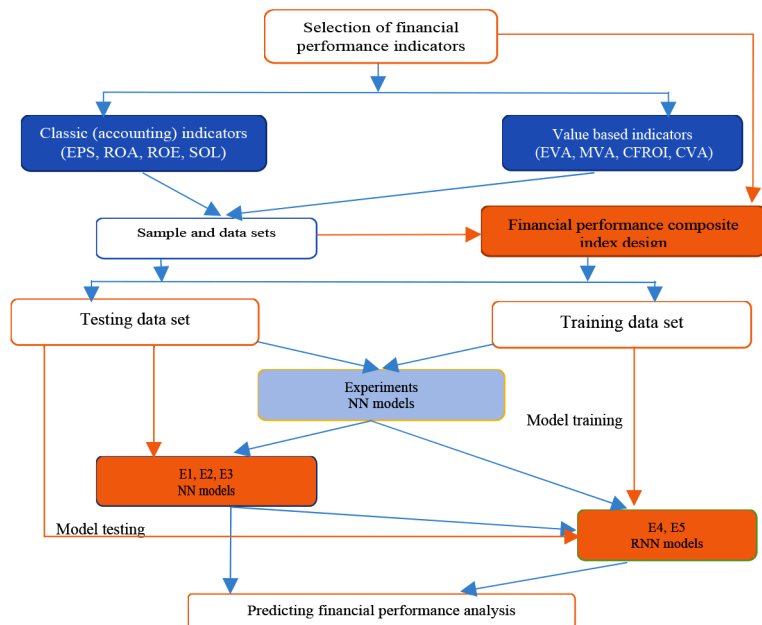 Selection of financial
performance indicators
Classic (accounting) indicators
(EPS, ROA, ROE, SOL)
Value based indicators
(EVA, MVA, CFROI, CVA)
Sample and data sets
Financial performance composite
index design
Testing data set
Training data set
Experiments
NN models
Model training
E1, E2, E3
NN models
Model testing
E4, E5
RNN models
Predicting financial performance analysis